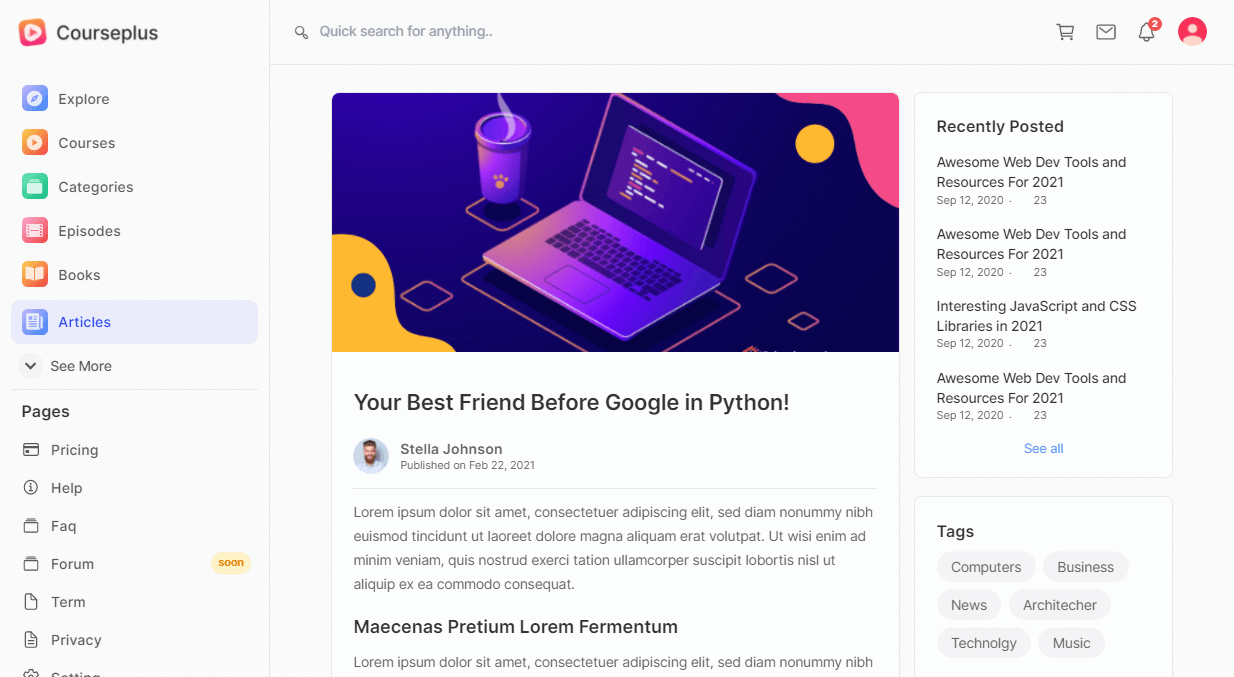 Courseplus
Quick search for anything..
2
Explore
Courses
Categories
Episodes
Books
Articles
See More
Pages
Pricing
Help
Faq
Forum
soon
Term
Privacy
Setting
Your Best Friend Before Google in Python!
Stella Johnson
Published on Feb 22, 2021
Lorem ipsum dolor sit amet, consectetuer adipiscing elit, sed diam nonummy nibh
euismod tincidunt ut laoreet dolore magna aliquam erat volutpat. Ut wisi enim ad
minim veniam, quis nostrud exerci tation ullamcorper suscipit lobortis nisl ut
aliquip ex ea commodo consequat.
Maecenas Pretium Lorem Fermentum
Lorem ipsum dolor sit amet, consectetuer adipiscing elit, sed diam nonummy nibh
Recently Posted
Awesome Web Dev Tools and
Resources For 2021
Sep 12, 2020 · 23
Awesome Web Dev Tools and
Resources For 2021
Sep 12, 2020 · 23
Interesting JavaScript and CSS
Libraries in 2021
Sep 12, 2020 · 23
Awesome Web Dev Tools and
Resources For 2021
Sep 12, 2020 · 23
See all
Tags
Computers
Business
News
Architecher
Technolgy
Music